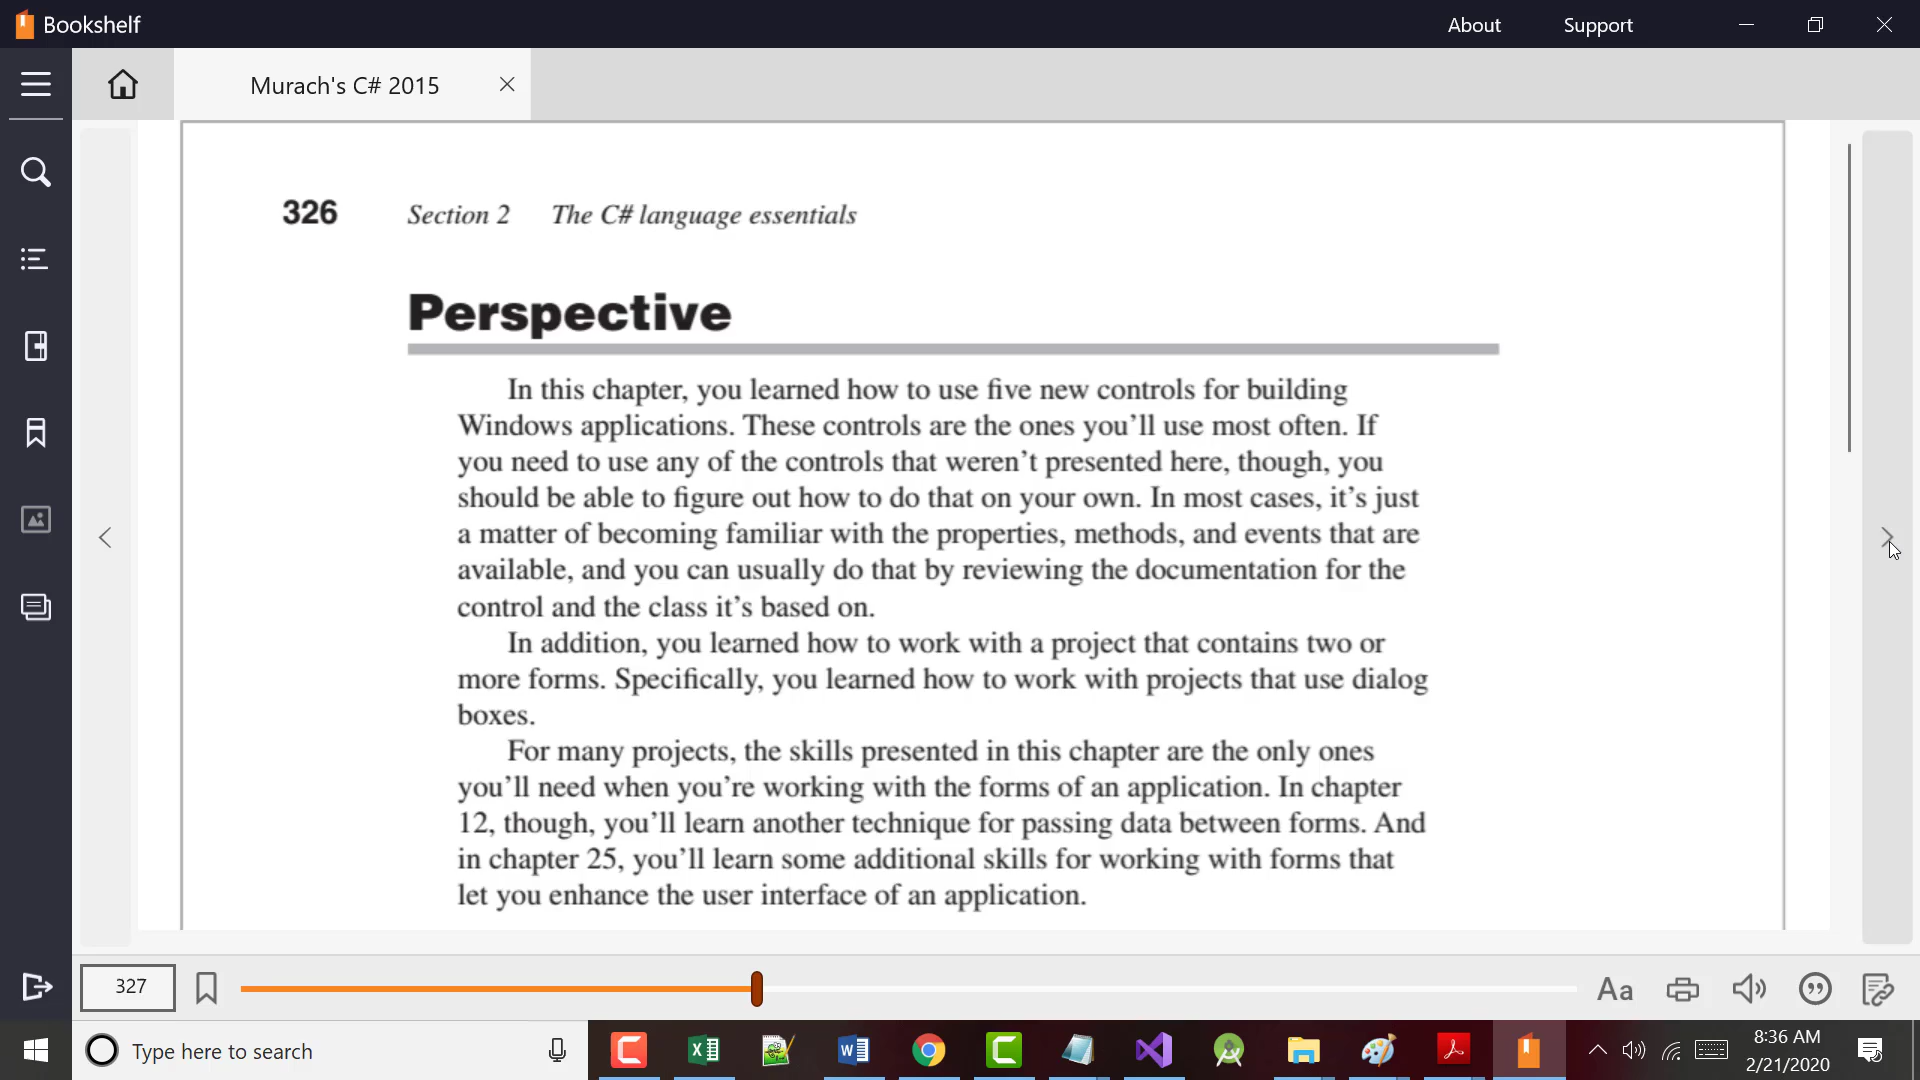 Bookshelf
About
Support
Murach's C# 2015
326 Section 2 The C# language essentials
Perspective
In this chapter, you learned how to use five new controls for building
Windows applications. These controls are the ones you’ll use most often. If
you need to use any of the controls that weren’t presented here, though, you
should be able to figure out how to do that on your own. In most cases, it’s just
a matter of becoming familiar with the properties, methods, and events that are
available, and you can usually do that by reviewing the documentation for the
control and the class it’s based on.
In addition, you learned how to work with a project that contains two or
more forms. Specifically, you learned how to work with projects that use dialog
boxes.
For many projects, the skills presented in this chapter are the only ones
you’ll need when you’re working with the forms of an application. In chapter
12, though, you’ll learn another technique for passing data between forms. And
in chapter 25, you’ll learn some additional skills for working with forms that
let you enhance the user interface of an application.
327
Aa
Type here to search
8:36 AM
2/21/2020